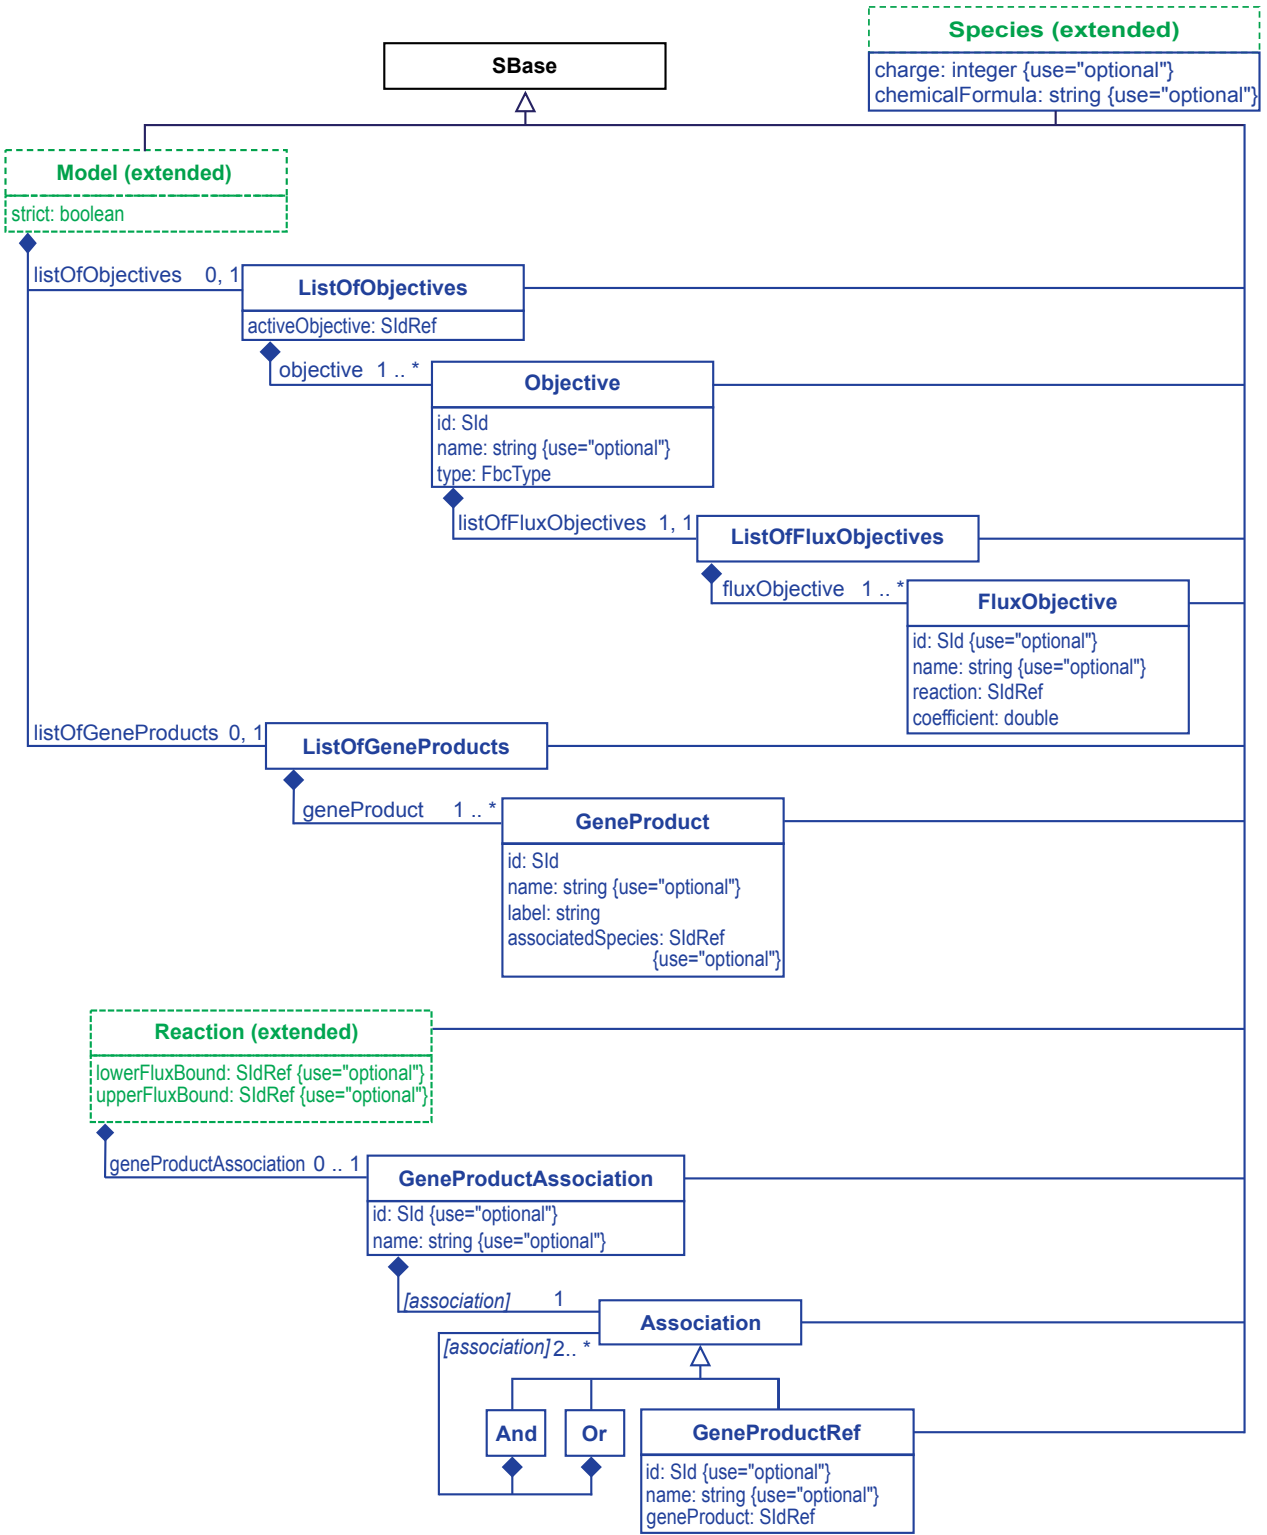 Species (extended)
charge: integer {use="optional"}
chemicalFormula: string {use="optional"}
SBase
Model (extended)
strict: boolean
listOfObjectives 0, 1
ListOfObjectives
activeObjective: SIdRef
objective 1 .. *
Objective
id: SId
name: string {use="optional"}
type: FbcType
listOfFluxObjectives 1, 1
ListOfFluxObjectives
fluxObjective 1 .. *
FluxObjective
id: SId {use="optional"}
name: string {use="optional"}
reaction: SIdRef
coefficient: double
listOfGeneProducts 0, 1
ListOfGeneProducts
geneProduct 1 .. *
GeneProduct
id: SId
name: string {use="optional"}
label: string
associatedSpecies: SIdRef
{use="optional"}
Reaction (extended)
lowerFluxBound: SIdRef {use="optional"}
upperFluxBound: SIdRef {use="optional"}
geneProductAssociation 0 .. 1
GeneProductAssociation
id: SId {use="optional"}
name: string {use="optional"}
[association] 1
Association
[association] 2.. *
And
Or
GeneProductRef
id: SId {use="optional"}
name: string {use="optional"}
geneProduct: SIdRef